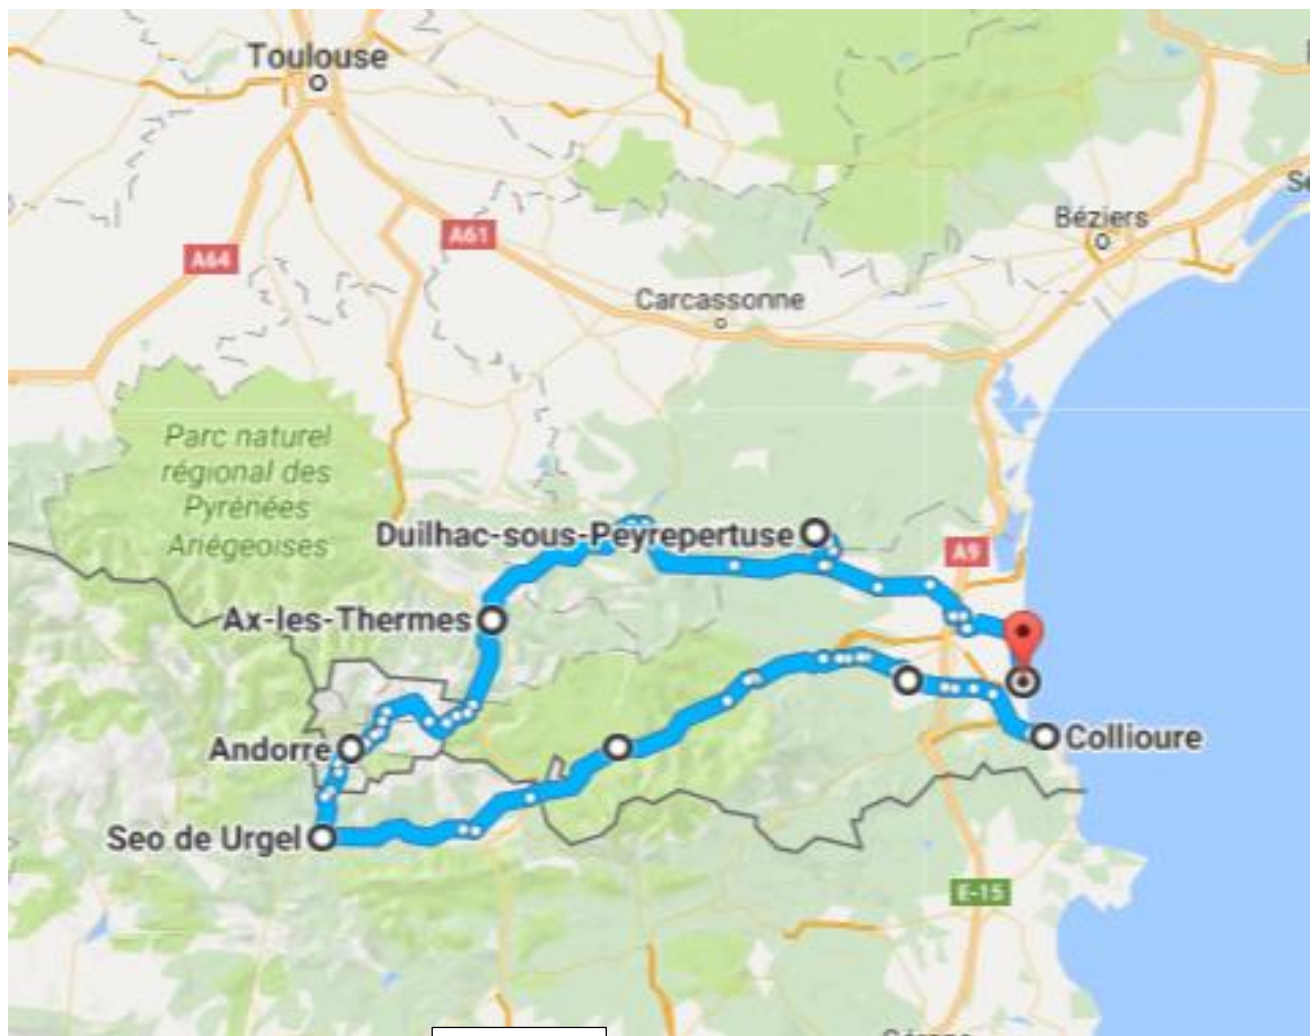 Toulouse
A61
A64
Béziers
Carcassonne
Parc naturel
régional des
Pyrénées
Ariégeoises
Duilhac-sous-Peyrepertuse
A9
Ax-les-Thermes
Andorre
Collioure
Seo de Urgel
E-15